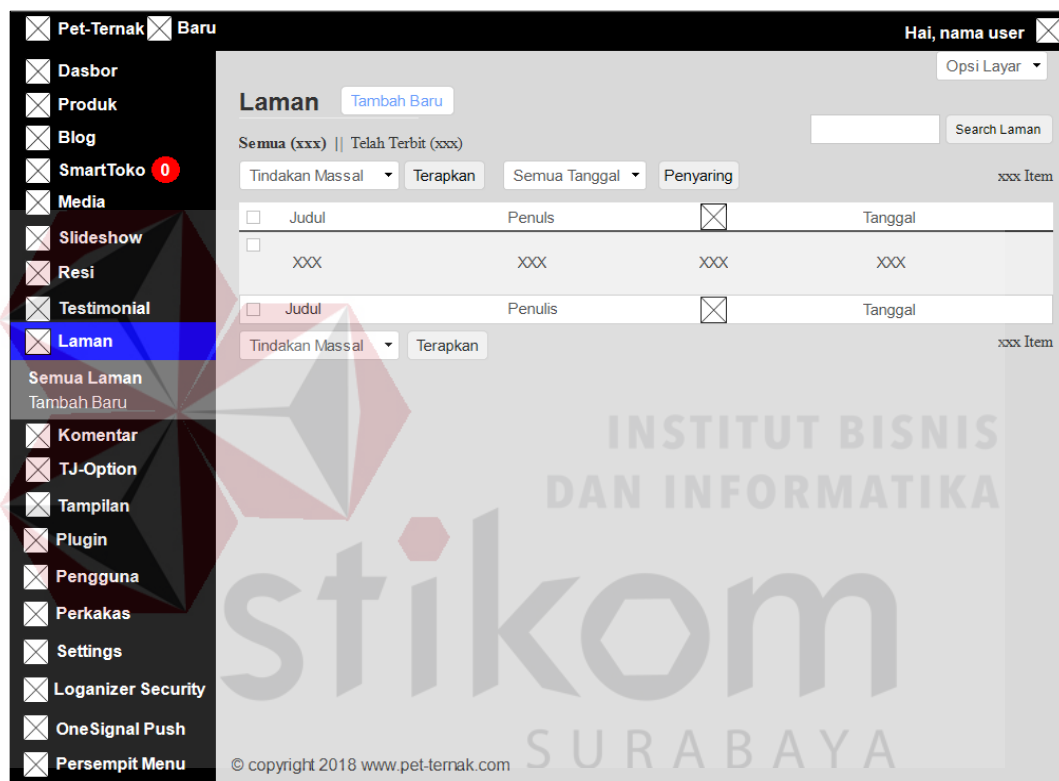 Pet-Ternak Baru Hai, nama user
Dasbor
Produk
Blog
SmartToko 0
Media
Slideshow
Resi
Testimonial
Laman
Semua Laman
Tambah Baru
Komentar
TJ-Option
Tampilan
Plugin
Pengguna
Perkakas
Settings
Loganizer Security
OneSignal Push
Persempit Menu
Opsi Layar
Laman Tambah Baru
Search Laman
Semua (xxx) || Telah Terbit (xxx)
Tindakan Massal Terapkan Semua Tanggal Penyaring xxx Item
Judul Penuls Tanggal
XXX XXX XXX XXX
Judul Penulis Tanggal
Tindakan Massal Terapkan xxx Item
INSTITUT BISNIS
DAN INFORMATIKA
stikom
SURABAYA
© copyright 2018 www.pet-ternak.com